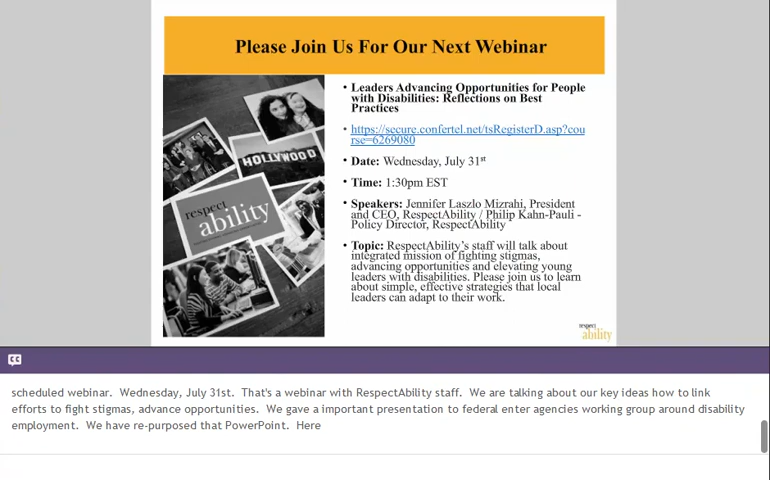 Please Join Us For Our Next Webinar
• Leaders Advancing Opportunities for People
with Disabilities: Reflections on Best
Practices
• https://secure.confertel.net/tsRegisterD.asp?cou
rse=6269080
• Date: Wednesday, July 31st
• Time: 1:30pm EST
• Speakers: Jennifer Laszlo Mizrahi, President
and CEO, RespectAbility / Philip Kahn-Pauli -
Policy Director, RespectAbility
• Topic: RespectAbility's staff will talk about
integrated mission of fighting stigmas,
advancing opportunities and elevating young
leaders with disabilities. Please join us to learn
about simple, effective strategies that local
leaders can adapt to their work.
HOLLYWOOD
respect
ability
respect
ability
CC
scheduled webinar.  Wednesday, July 31st.  That's a webinar with RespectAbility staff.  We are talking about our key ideas how to link
efforts to fight stigmas, advance opportunities.  We gave a important presentation to federal enter agencies working group around disability
employment.  We have re-purposed that PowerPoint.  Here